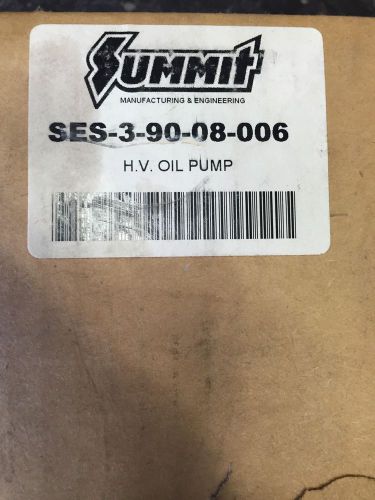 SUMMIT
MANUFACTURING & ENGINEERING
SES-3-90-08-006
H.V. OIL PUMP